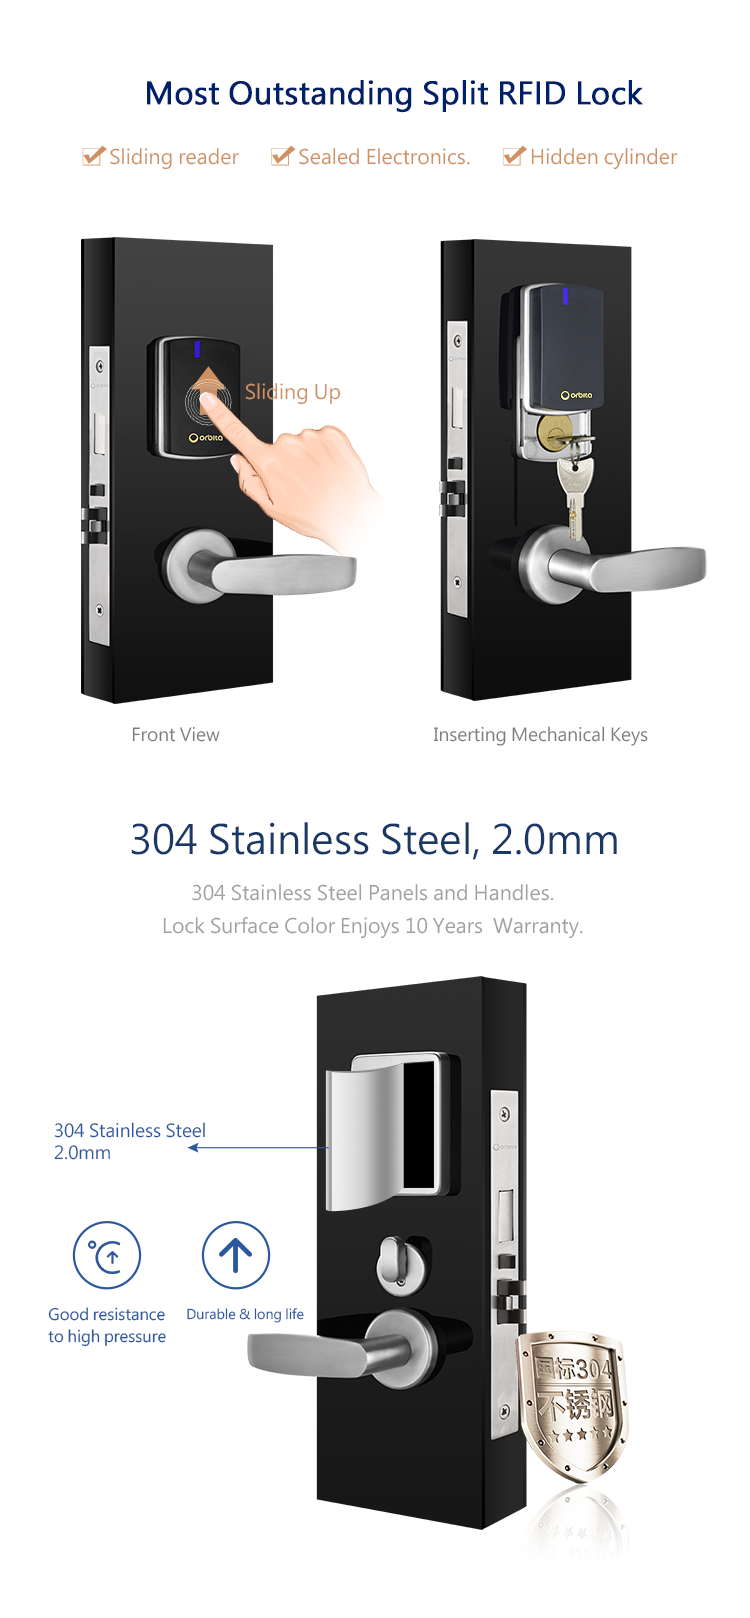 Most Outstanding Split RFID Lock
Sliding reader Sealed Electronics. Hidden cylinder
Sliding Up
orbita
orbita
Front View Inserting Mechanical Keys
304 Stainless Steel, 2.0mm
304 Stainless Steel Panels and Handles.
Lock Surface Color Enjoys 10 Years Warranty.
304 Stainless Steel
2.0mm
orbita
Good resistance
to high pressure
Durable & long life
国标304
不锈钢